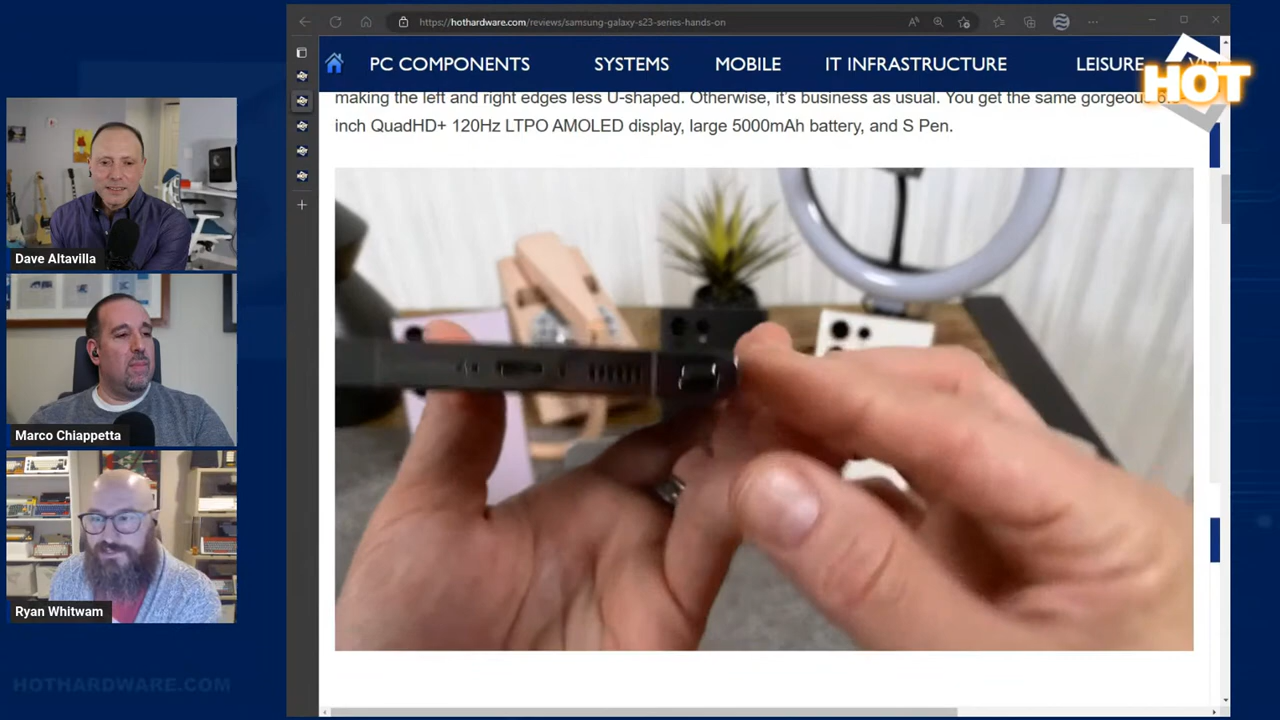 https://hothardware.com/reviews/samsung-galaxy-s23-series-hands-on
PC COMPONENTS SYSTEMS MOBILE IT INFRASTRUCTURE LEISURE
HOT
making the left and right edges less U-shaped. Otherwise, it's business as usual. You get the same gorgeous
inch QuadHD+ 120Hz LTPO AMOLED display, large 5000mAh battery, and S Pen.
Dave Altavilla
Marco Chiappetta
Ryan Whitwam
HOTHARDWARE.COM